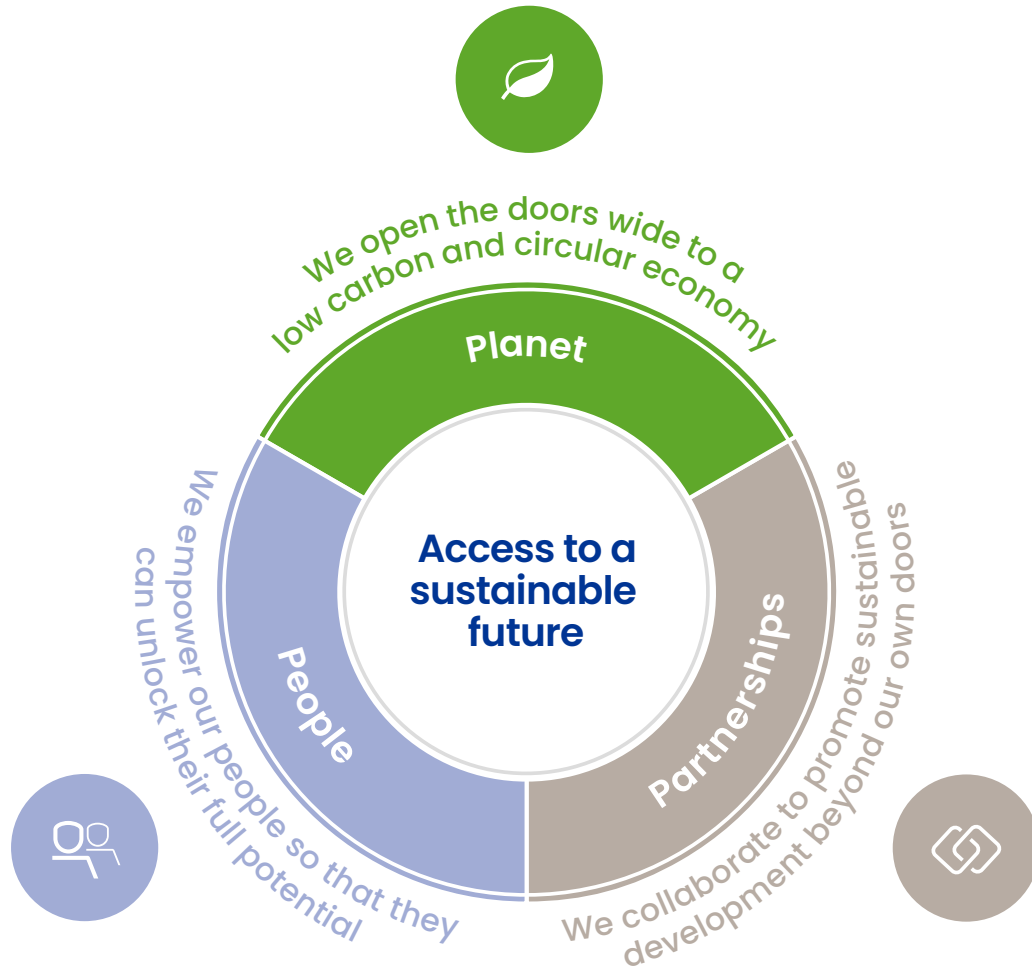 We open the doors wide to a
low carbon and circular economy
Planet
Access to a
sustainable
future
People
We empower our people so that they
can unlock their full potential
Partnerships
We collaborate to promote sustainable
development beyond our own doors